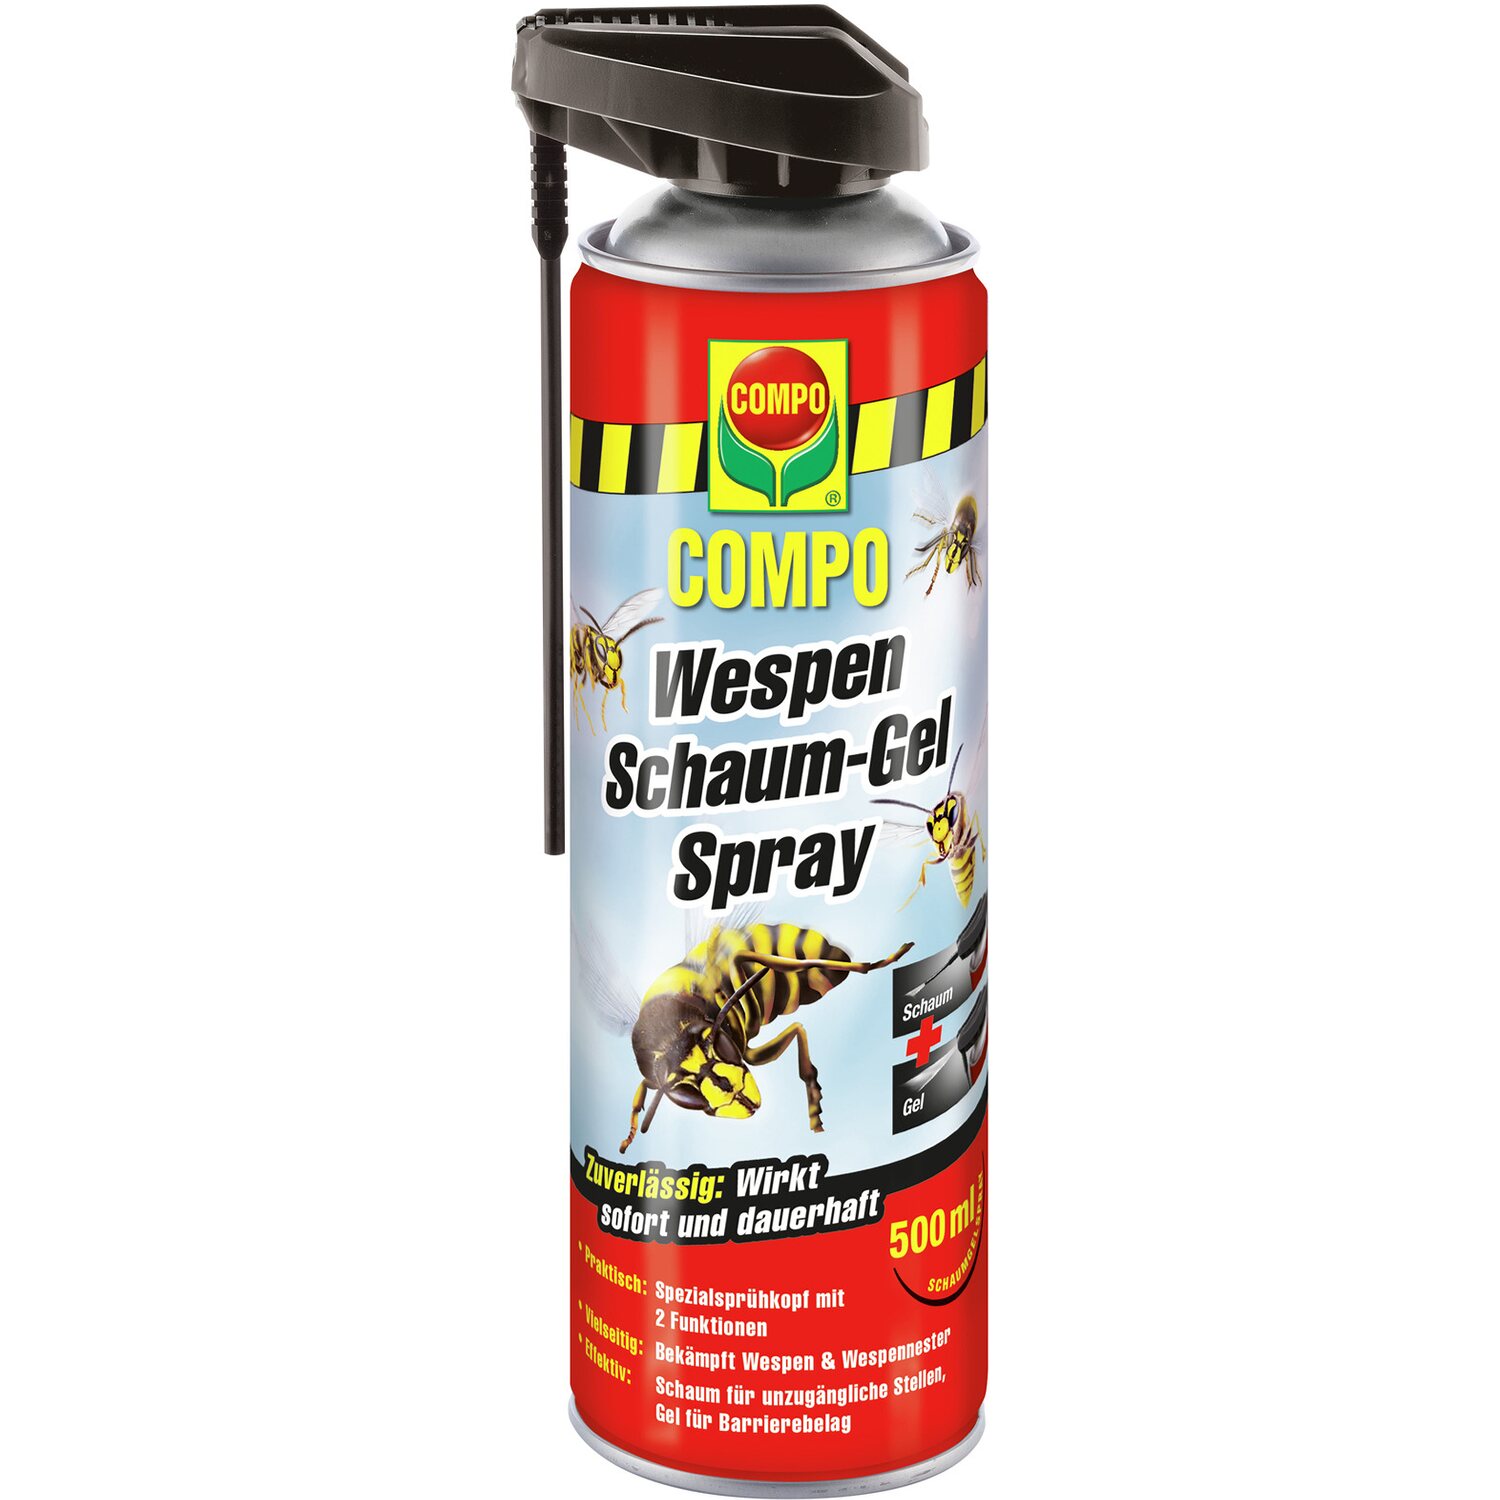 COMPO
®
COMPO
Wespen
Schaum-Gel
Spray
Schaum
+
Gel
Zuverlässig: Wirkt
sofort und dauerhaft
500 ml
SCHAUMGELSPRAY
• Praktisch: Spezialsprühkopf mit
2 Funktionen
• Vielseitig: Bekämpft Wespen & Wespennester
• Effektiv: Schaum für unzugängliche Stellen,
Gel für Barrierebelag